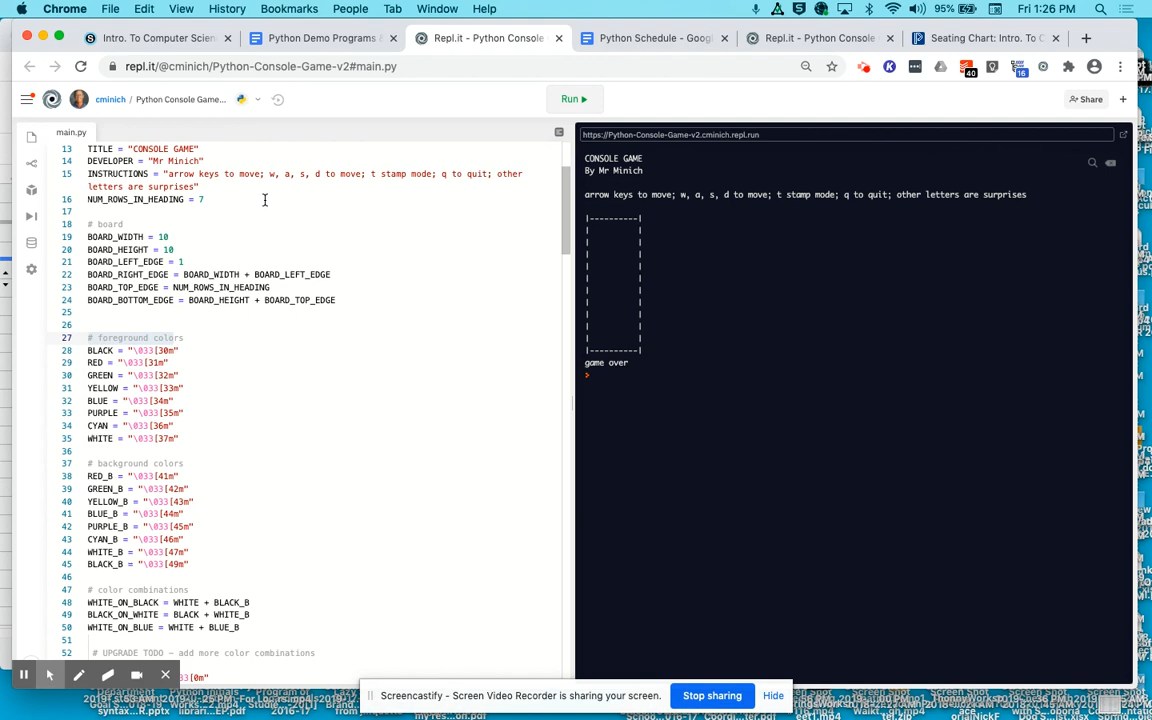 Chrome File Edit View History Bookmarks People Tab Window Help 95% Fri 1:26 PM
Intro. To Computer Scien × Python Demo Programs & × Repl.it - Python Console × Python Schedule - Googl × Repl.it - Python Console × Seating Chart: Intro. To C × +
repl.it/@cminich/Python-Console-Game-v2#main.py 40 16
cminich / Python Console Game... Run Share +
main.py https://Python-Console-Game-v2.cminich.repl.run
13 TITLE = "CONSOLE GAME"
14 DEVELOPER = "Mr Minich"
15 INSTRUCTIONS = "arrow keys to move; w, a, s, d to move; t stamp mode; q to quit; other
letters are surprises"
16 NUM_ROWS_IN_HEADING = 7
17
18 # board
19 BOARD_WIDTH = 10
20 BOARD_HEIGHT = 10
21 BOARD_LEFT_EDGE = 1
22 BOARD_RIGHT_EDGE = BOARD_WIDTH + BOARD_LEFT_EDGE
23 BOARD_TOP_EDGE = NUM_ROWS_IN_HEADING
24 BOARD_BOTTOM_EDGE = BOARD_HEIGHT + BOARD_TOP_EDGE
25
26
27 # foreground colors
28 BLACK = "\033[30m"
29 RED = "\033[31m"
30 GREEN = "\033[32m"
31 YELLOW = "\033[33m"
32 BLUE = "\033[34m"
33 PURPLE = "\033[35m"
34 CYAN = "\033[36m"
35 WHITE = "\033[37m"
36
37 # background colors
38 RED_B = "\033[41m"
39 GREEN_B = "\033[42m"
40 YELLOW_B = "\033[43m"
41 BLUE_B = "\033[44m"
42 PURPLE_B = "\033[45m"
43 CYAN_B = "\033[46m"
44 WHITE_B = "\033[47m"
45 BLACK_B = "\033[49m"
46
47 # color combinations
48 WHITE_ON_BLACK = WHITE + BLACK_B
49 BLACK_ON_WHITE = BLACK + WHITE_B
50 WHITE_ON_BLUE = WHITE + BLUE_B
51
52 # UPGRADE TODO – add more color combinations
[0m"
CONSOLE GAME
By Mr Minich
arrow keys to move; w, a, s, d to move; t stamp mode; q to quit; other letters are surprises
|----------|
| |
| |
| |
| |
| |
| |
| |
| |
| |
| |
|----------|
game over
>
Screencastify - Screen Video Recorder is sharing your screen. Stop sharing Hide